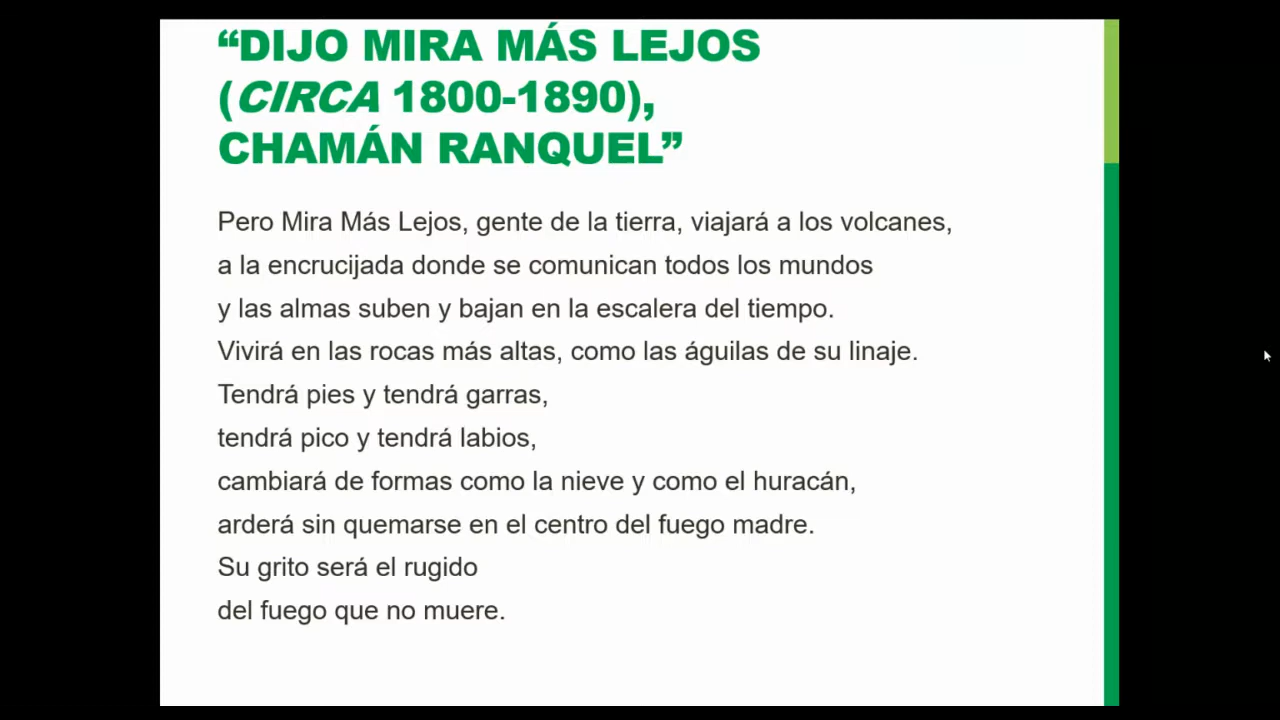 “DIJO MIRA MÁS LEJOS
(CIRCA 1800-1890),
CHAMÁN RANQUEL”
Pero Mira Más Lejos, gente de la tierra, viajará a los volcanes,
a la encrucijada donde se comunican todos los mundos
y las almas suben y bajan en la escalera del tiempo.
Vivirá en las rocas más altas, como las águilas de su linaje.
Tendrá pies y tendrá garras,
tendrá pico y tendrá labios,
cambiará de formas como la nieve y como el huracán,
arderá sin quemarse en el centro del fuego madre.
Su grito será el rugido
del fuego que no muere.